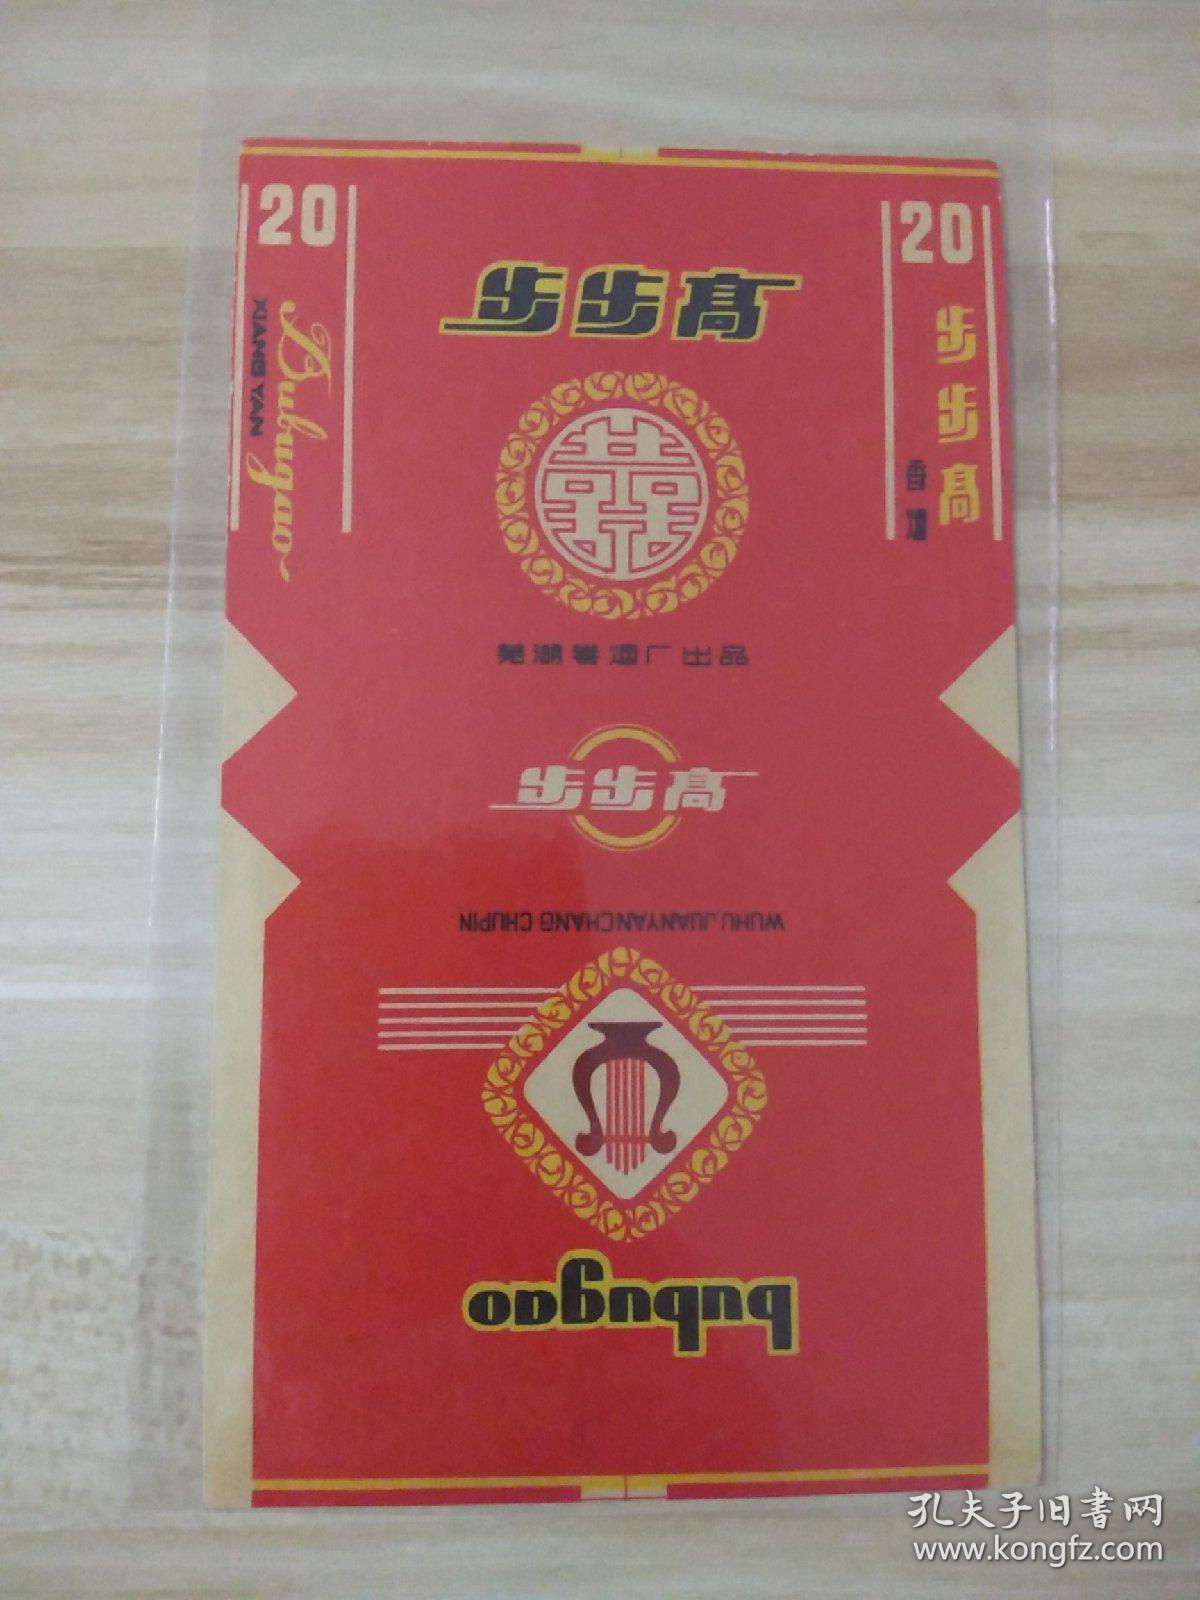 20
Bubugao
XIANG YAN
步步高
20
步步高
香烟
芜湖卷烟厂出品
步步高
WUHU JUANYANCHANG CHUPIN
bubugao
孔夫子旧书网
www.kongfz.com